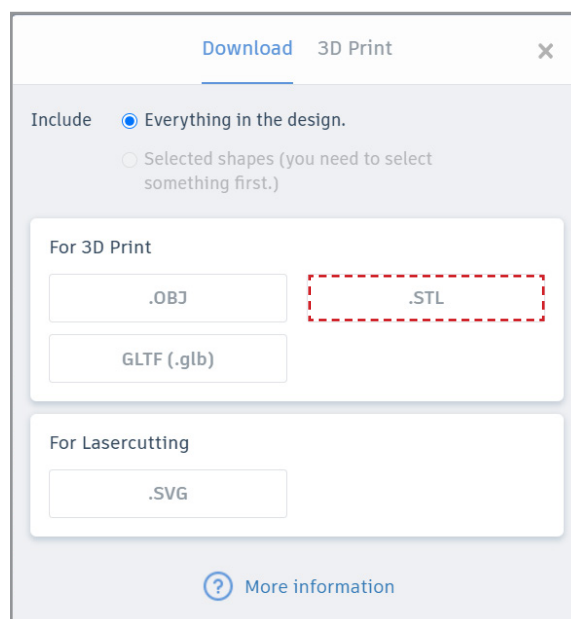 Download 3D Print ×
Include Everything in the design.
Selected shapes (you need to select
something first.)
For 3D Print
.OBJ .STL
GLTF (.glb)
For Lasercutting
.SVG
? More information